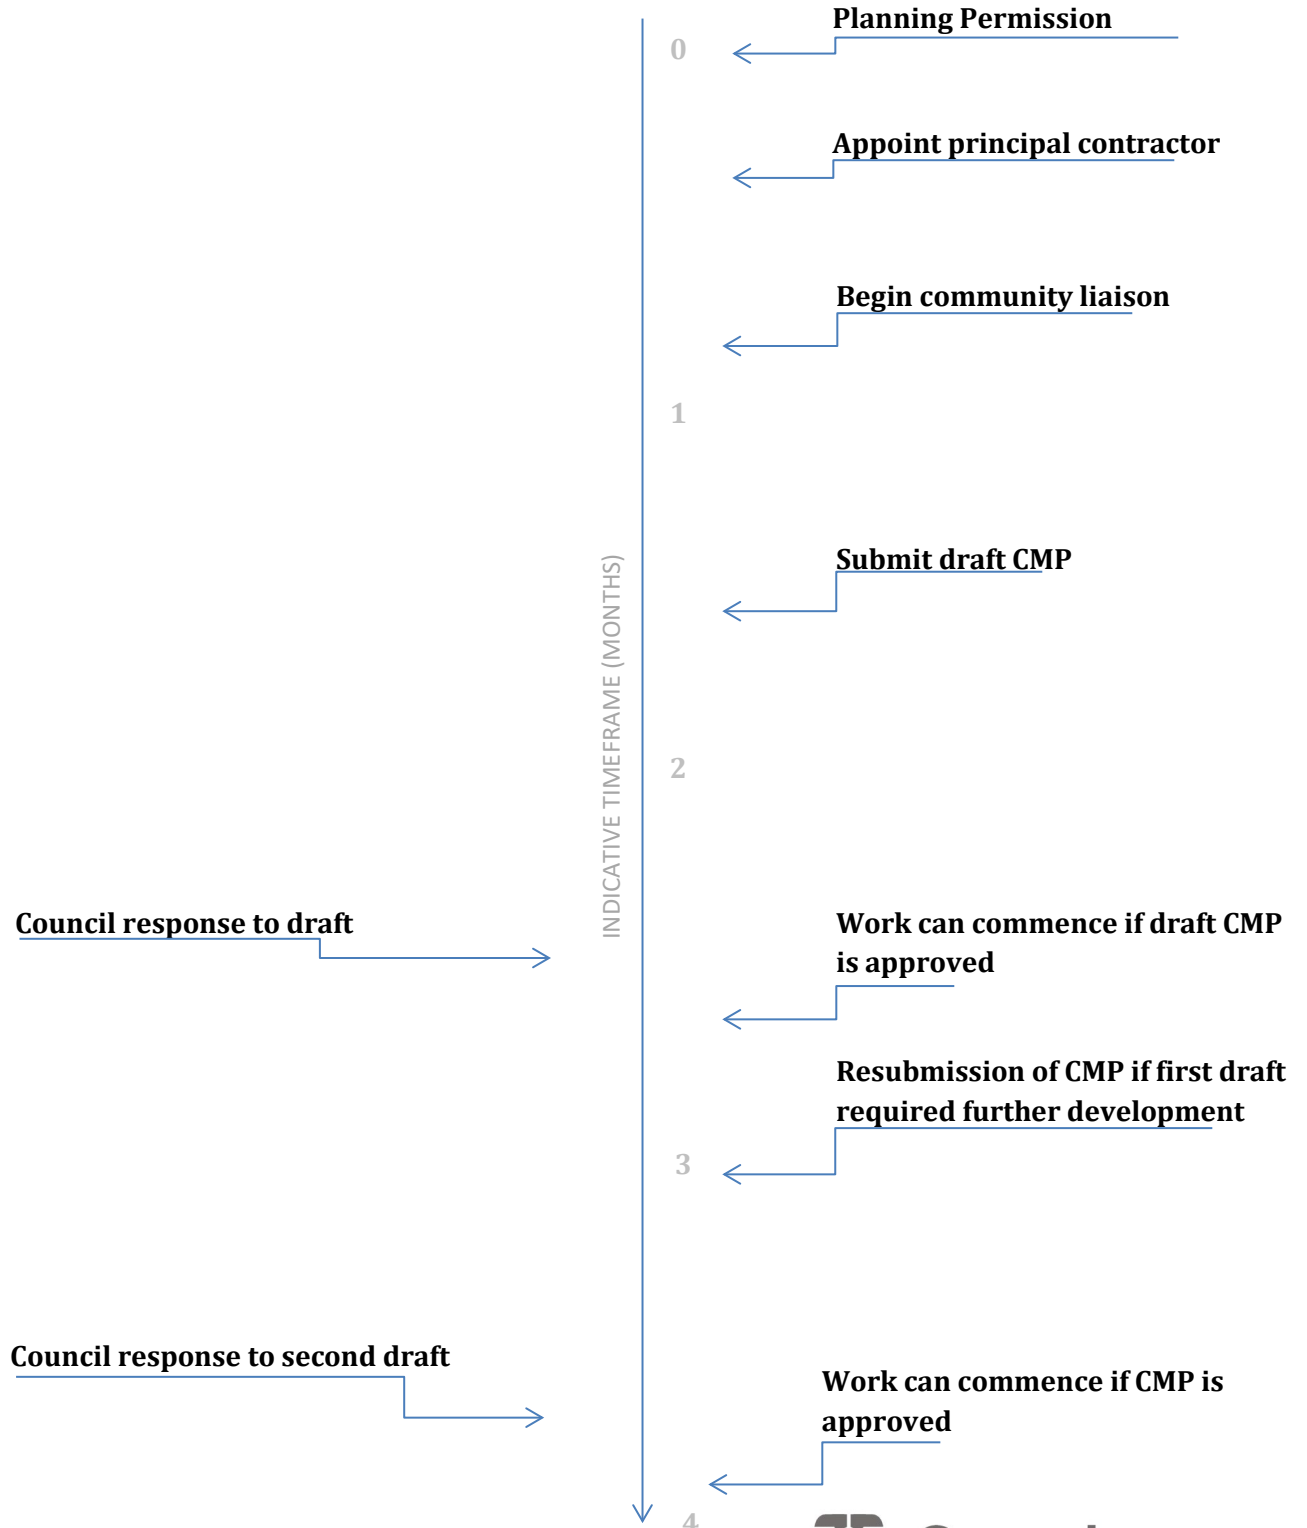 Planning Permission
0
Appoint principal contractor
Begin community liaison
1
Submit draft CMP
INDICATIVE TIMEFRAME (MONTHS)
2
Council response to draft
Work can commence if draft CMP
is approved
Resubmission of CMP if first draft
required further development
3
Council response to second draft
Work can commence if CMP is
approved
4